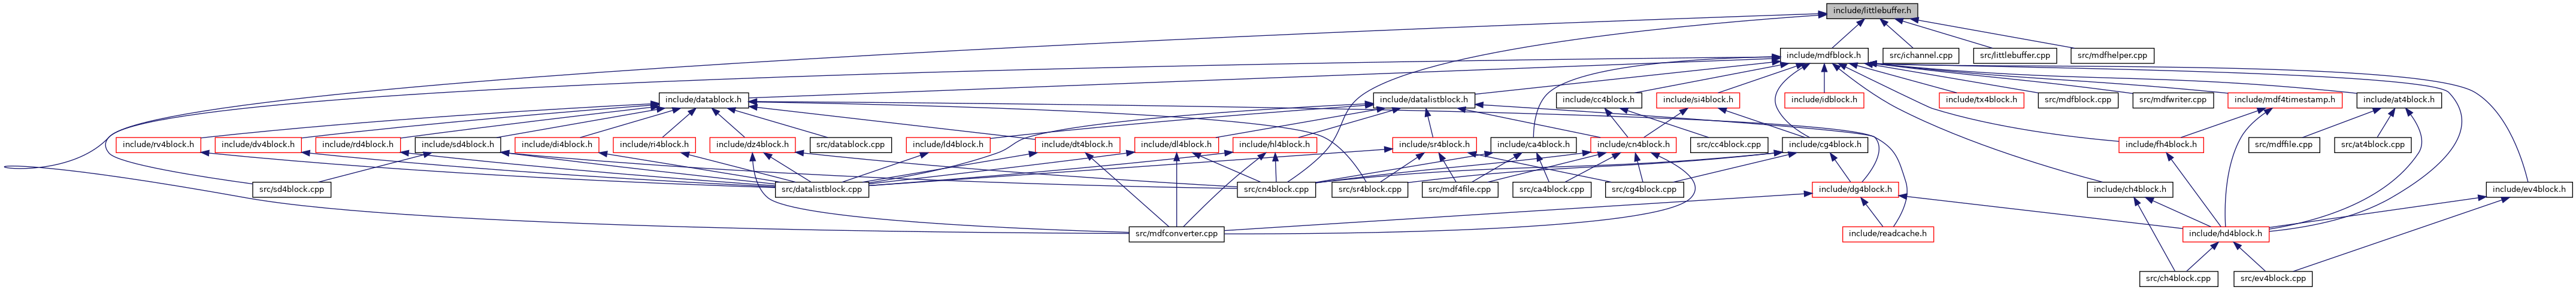 include/littlebuffer.h
include/mdfblock.h
src/ichannel.cpp
src/littlebuffer.cpp
src/mdfhelper.cpp
include/datablock.h
include/datalistblock.h
include/cc4block.h
include/si4block.h
include/idblock.h
include/tx4block.h
src/mdfblock.cpp
src/mdfwriter.cpp
include/mdf4timestamp.h
include/at4block.h
include/rv4block.h
include/dv4block.h
include/rd4block.h
include/sd4block.h
include/di4block.h
include/ri4block.h
include/dz4block.h
src/datablock.cpp
include/ld4block.h
include/dt4block.h
include/dl4block.h
include/hl4block.h
include/sr4block.h
include/ca4block.h
include/cn4block.h
src/cc4block.cpp
include/cg4block.h
include/fh4block.h
src/mdffile.cpp
src/at4block.cpp
src/sd4block.cpp
src/datalistblock.cpp
src/cn4block.cpp
src/sr4block.cpp
src/mdf4file.cpp
src/ca4block.cpp
src/cg4block.cpp
include/dg4block.h
include/ch4block.h
include/ev4block.h
src/mdfconverter.cpp
include/readcache.h
include/hd4block.h
src/ch4block.cpp
src/ev4block.cpp